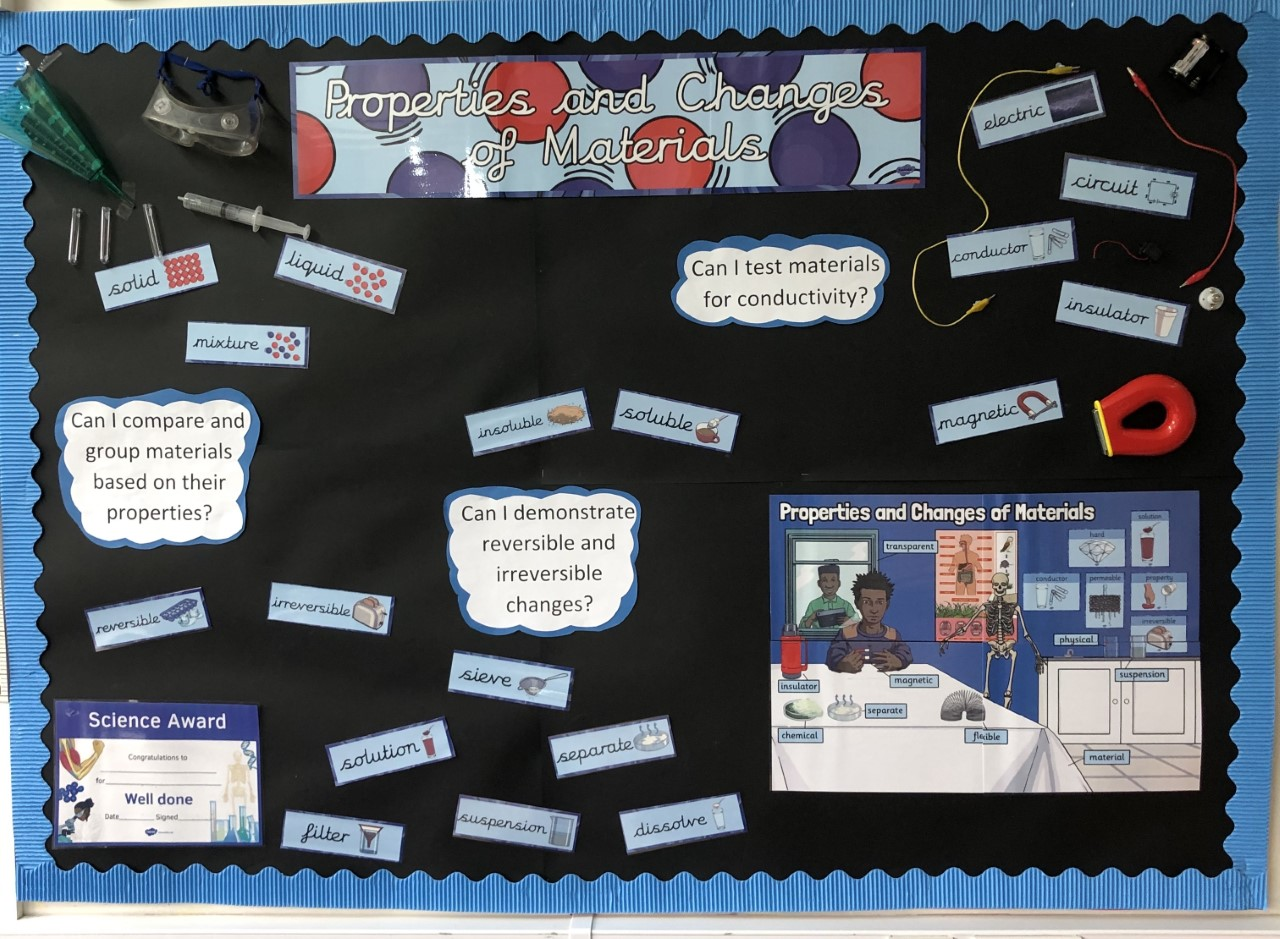 Properties and Changes
of Materials
electric
circuit
conductor
insulator
Can I test materials
for conductivity?
solid
liquid
mixture
insoluble
soluble
magnetic
Can I compare and
group materials
based on their
properties?
Can I demonstrate
reversible and
irreversible
changes?
reversible
irreversible
sieve
solution
separate
filter
suspension
dissolve
Science Award
Congratulations to
for
Well done
Date Signed
Properties and Changes of Materials
transparent
hard
solution
conductor
permeable
property
irreversible
physical
suspension
insulator
magnetic
separate
chemical
flexible
material